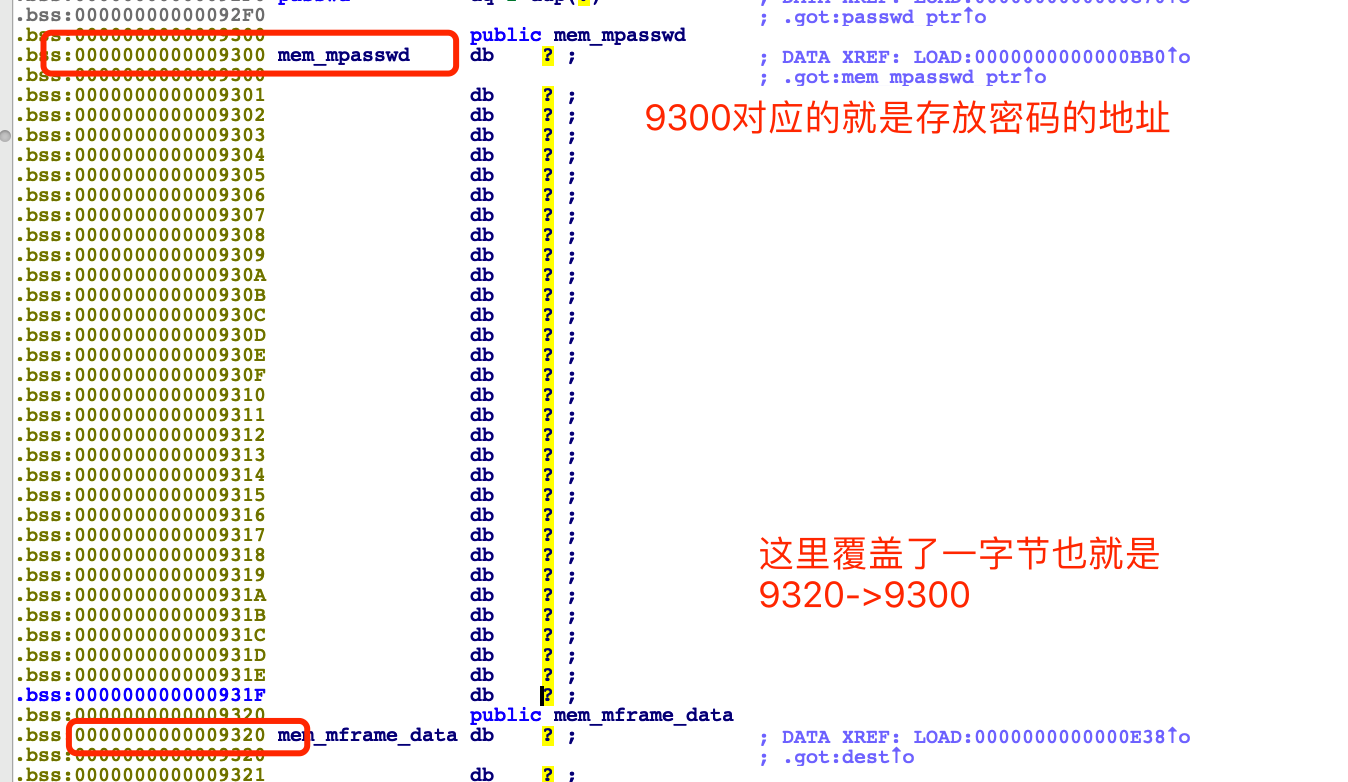 .bss:00000000000092F0 ; .got:passwd_ptr↑o
.bss:0000000000009300 public mem_mpasswd
.bss:0000000000009300 mem_mpasswd db ? ; ; DATA XREF: LOAD:0000000000000BB0↑o
.bss:0000000000009300 ; .got:mem_mpasswd_ptr↑o
.bss:0000000000009301 db ? ;
9300对应的就是存放密码的地址
.bss:0000000000009302 db ? ;
.bss:0000000000009303 db ? ;
.bss:0000000000009304 db ? ;
.bss:0000000000009305 db ? ;
.bss:0000000000009306 db ? ;
.bss:0000000000009307 db ? ;
.bss:0000000000009308 db ? ;
.bss:0000000000009309 db ? ;
.bss:000000000000930A db ? ;
.bss:000000000000930B db ? ;
.bss:000000000000930C db ? ;
.bss:000000000000930D db ? ;
.bss:000000000000930E db ? ;
.bss:000000000000930F db ? ;
.bss:0000000000009310 db ? ;
.bss:0000000000009311 db ? ;
.bss:0000000000009312 db ? ;
.bss:0000000000009313 db ? ;
.bss:0000000000009314 db ? ;
.bss:0000000000009315 db ? ;
.bss:0000000000009316 db ? ;
.bss:0000000000009317 db ? ;
.bss:0000000000009318 db ? ;
这里覆盖了一字节也就是
.bss:0000000000009319 db ? ;
.bss:000000000000931A db ? ;
9320->9300
.bss:000000000000931B db ? ;
.bss:000000000000931C db ? ;
.bss:000000000000931D db ? ;
.bss:000000000000931E db ? ;
.bss:000000000000931F db ? ;
.bss:0000000000009320 public mem_mframe_data
.bss:0000000000009320 mem_mframe_data db ? ; ; DATA XREF: LOAD:0000000000000E38↑o
.bss:0000000000009320 ; .got:dest↑o
.bss:0000000000009321 db ? ;